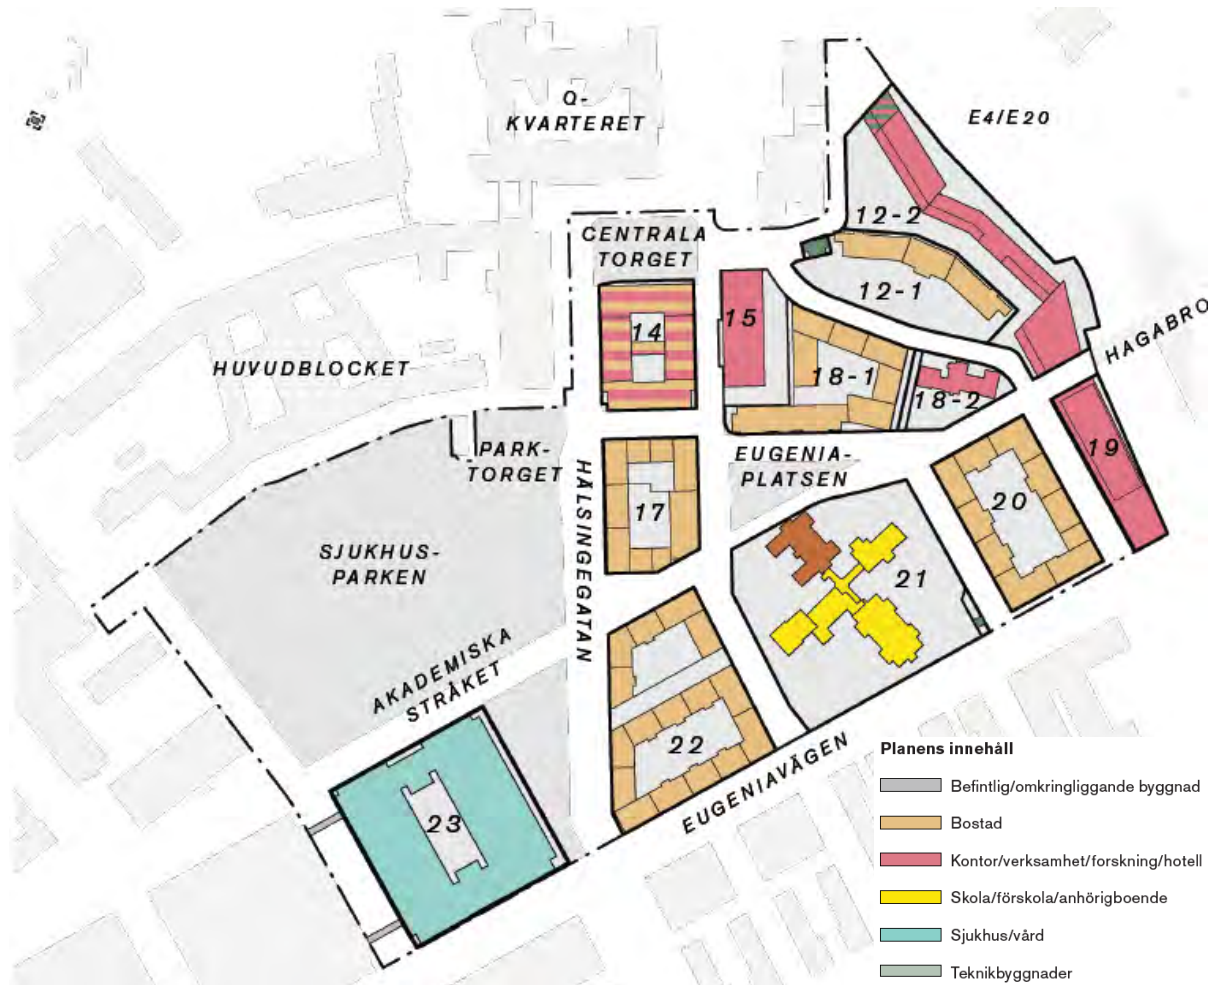 Q-
KVARTERET
E4/E20
12-2
CENTRALA
TORGET
12-1
HAGABRO
15
14
HUVUDBLOCKET
18-1
18-2
PARK-
TORGET
EUGENIA-
PLATSEN
19
HÄLSINGEGATAN
17
20
SJUKHUS-
PARKEN
21
AKADEMISKA
STRÅKET
22
EUGENIAVÄGEN
23
Planens innehåll
Befintlig/omkringliggande byggnad
Bostad
Kontor/verksamhet/forskning/hotell
Skola/förskola/anhörigboende
Sjukhus/vård
Teknikbyggnader